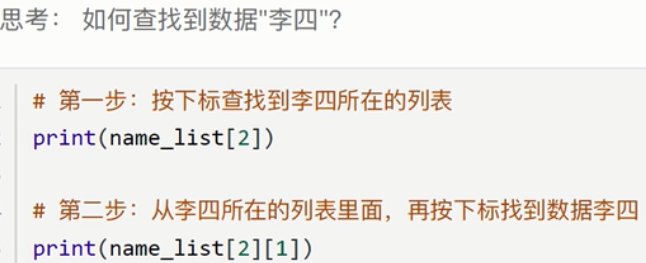 思考： 如何查找到数据"李四"?
# 第一步：按下标查找到李四所在的列表
print(name_list[2])
# 第二步：从李四所在的列表里面，再按下标找到数据李四
print(name_list[2][1])